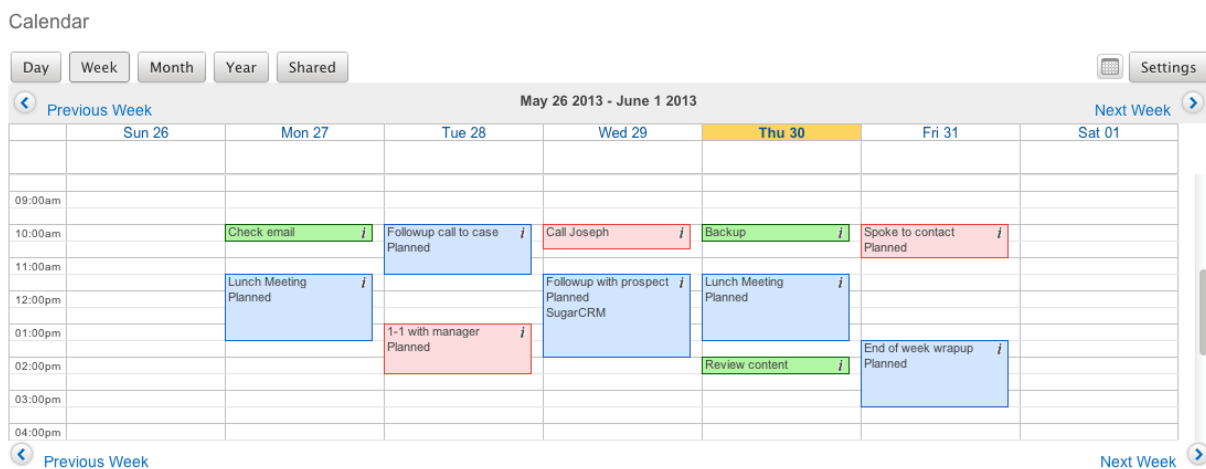 Calendar
Day Week Month Year Shared Settings
Previous Week May 26 2013 - June 1 2013 Next Week
Sun 26 Mon 27 Tue 28 Wed 29 Thu 30 Fri 31 Sat 01
09:00am
10:00am
Check email i
Followup call to case i
Planned
Call Joseph i
Backup i
Spoke to contact i
Planned
11:00am
Lunch Meeting i
Planned
Followup with prospect i
Planned
SugarCRM
Lunch Meeting i
Planned
12:00pm
01:00pm
1-1 with manager i
Planned
End of week wrapup i
Planned
02:00pm
Review content i
03:00pm
04:00pm
Previous Week Next Week